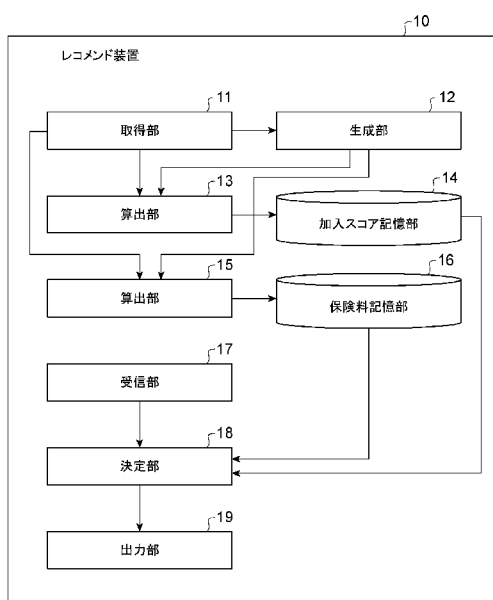 10
レコメンド装置
11
取得部
12
生成部
13
算出部
14
加入スコア記憶部
15
算出部
16
保険料記憶部
17
受信部
18
決定部
19
出力部